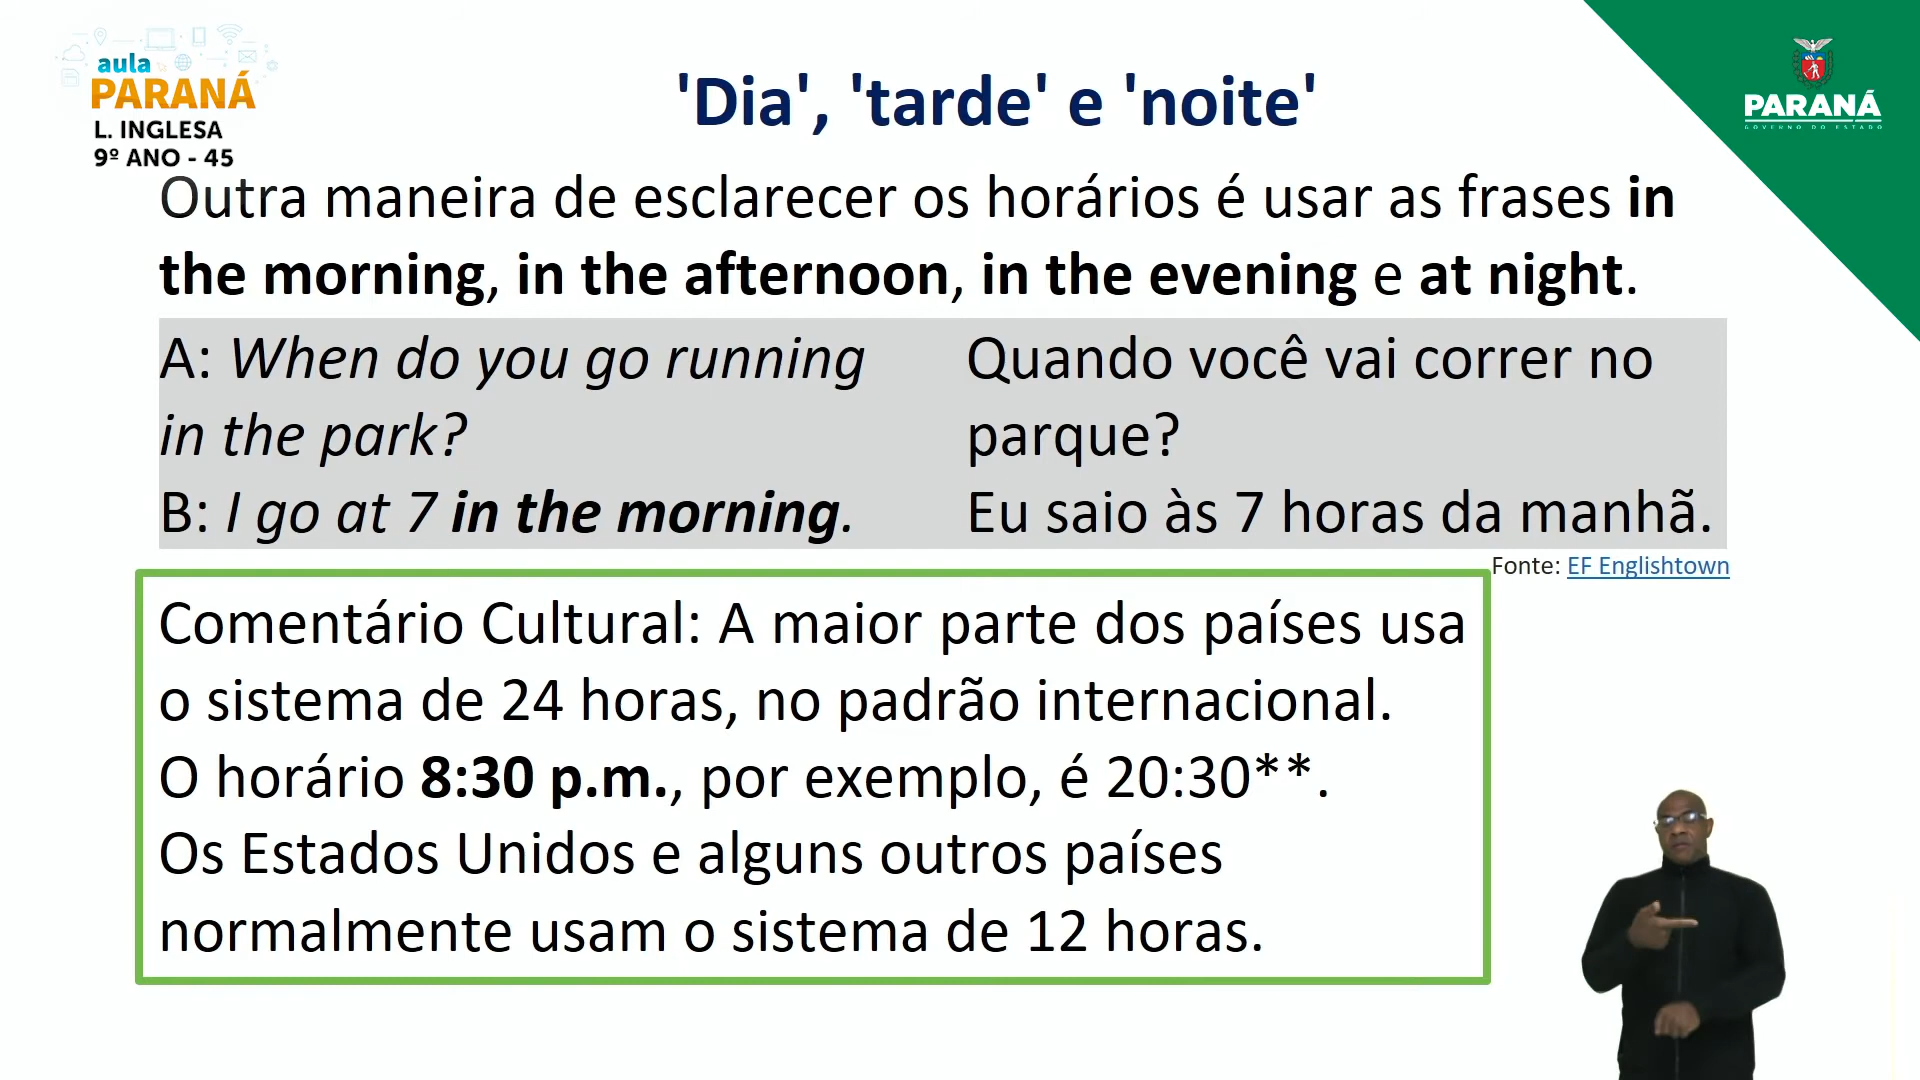 aula
PARANÁ
L. INGLESA
9º ANO - 45
'Dia', 'tarde' e 'noite'
PARANÁ
GOVERNO DO ESTADO
Outra maneira de esclarecer os horários é usar as frases in
the morning, in the afternoon, in the evening e at night.
A: When do you go running
in the park?
B: I go at 7 in the morning.
Quando você vai correr no
parque?
Eu saio às 7 horas da manhã.
Fonte: EF Englishtown
Comentário Cultural: A maior parte dos países usa
o sistema de 24 horas, no padrão internacional.
O horário 8:30 p.m., por exemplo, é 20:30**.
Os Estados Unidos e alguns outros países
normalmente usam o sistema de 12 horas.